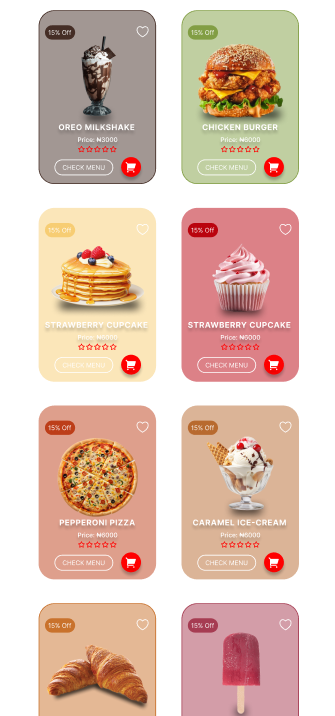 15% Off
OREO MILKSHAKE
Price: ₦3000
CHECK MENU
15% Off
CHICKEN BURGER
Price: ₦6000
CHECK MENU
15% Off
STRAWBERRY CUPCAKE
Price: ₦6000
CHECK MENU
15% Off
STRAWBERRY CUPCAKE
Price: ₦6000
CHECK MENU
15% Off
PEPPERONI PIZZA
Price: ₦6000
CHECK MENU
15% Off
CARAMEL ICE-CREAM
Price: ₦6000
CHECK MENU
15% Off
15% Off